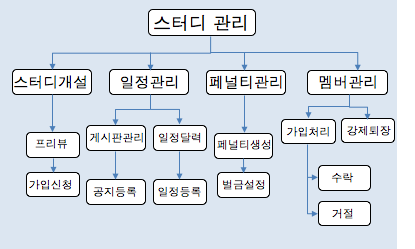 스터디 관리
스터디개설
일정관리
페널티관리
멤버관리
프리뷰
게시판관리
일정달력
페널티생성
가입처리
강제퇴장
가입신청
공지등록
일정등록
벌금설정
수락
거절